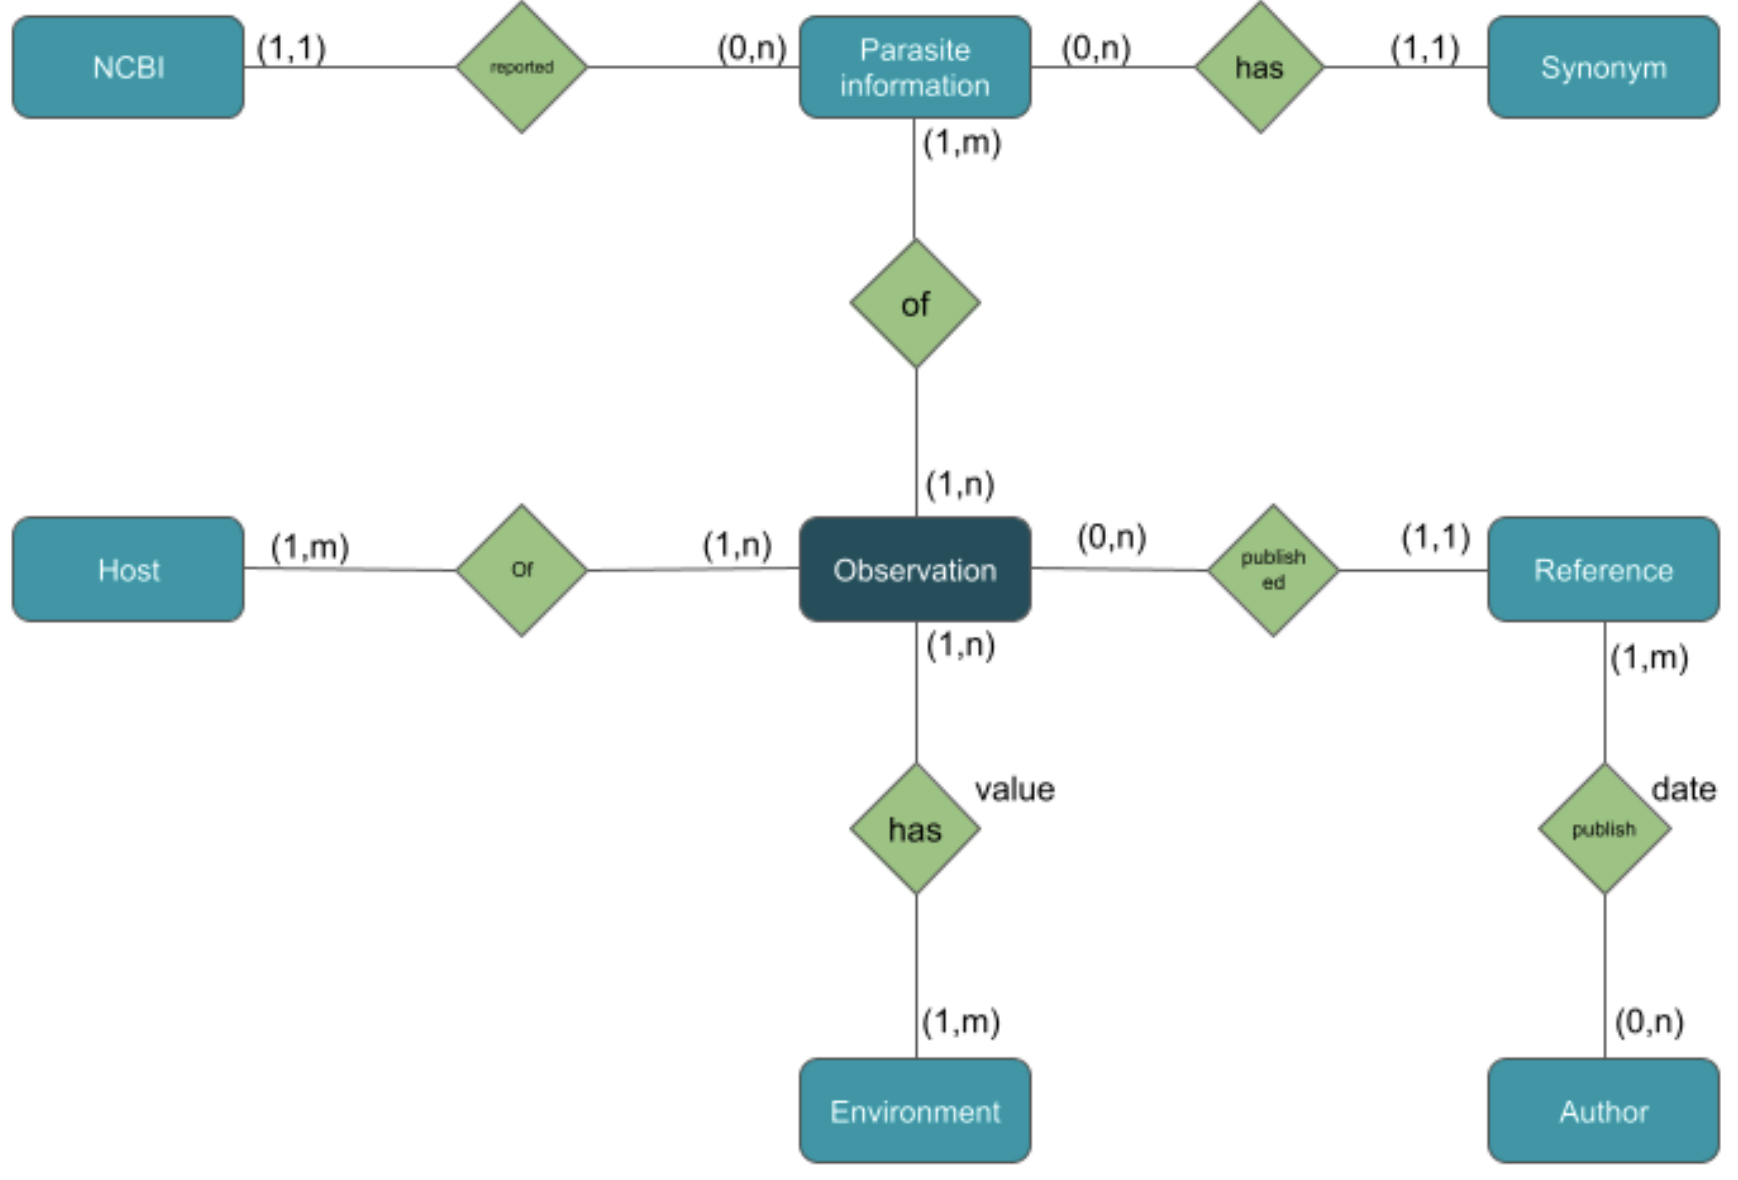 NCBI
(1,1)
reported
(0,n)
Parasite
information
(0,n)
has
(1,1)
Synonym
(1,m)
of
(1,n)
Host
(1,m)
Of
(1,n)
Observation
(0,n)
publish
ed
(1,1)
Reference
(1,n)
(1,m)
value
has
date
publish
(1,m)
(0,n)
Environment
Author